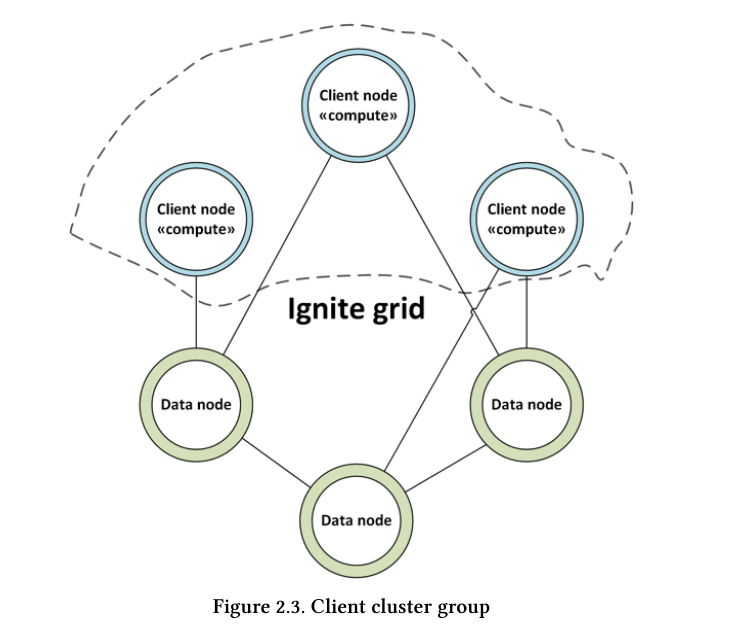 Client node
«compute»
Client node
«compute»
Client node
«compute»
Ignite grid
Data node
Data node
Data node
Figure 2.3. Client cluster group